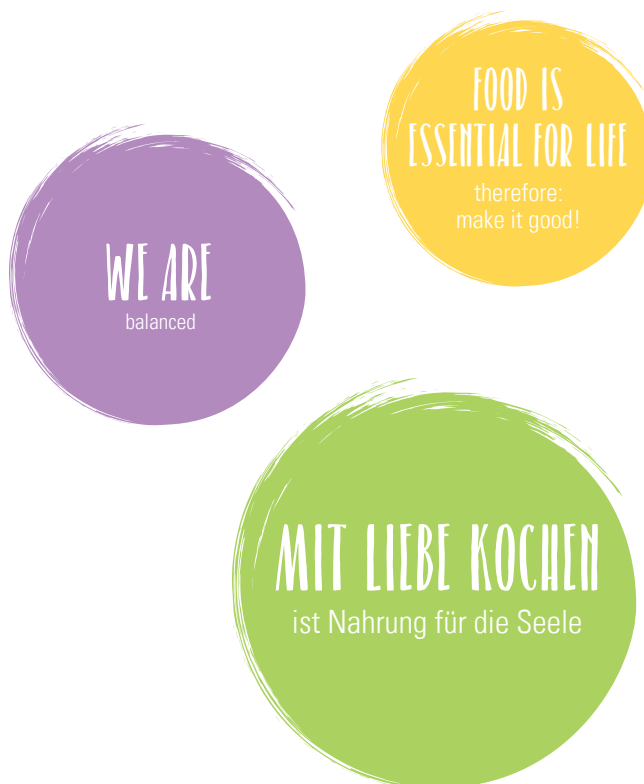 FOOD IS
ESSENTIAL FOR LIFE
therefore:
make it good!
WE ARE
balanced
MIT LIEBE KOCHEN
ist Nahrung für die Seele